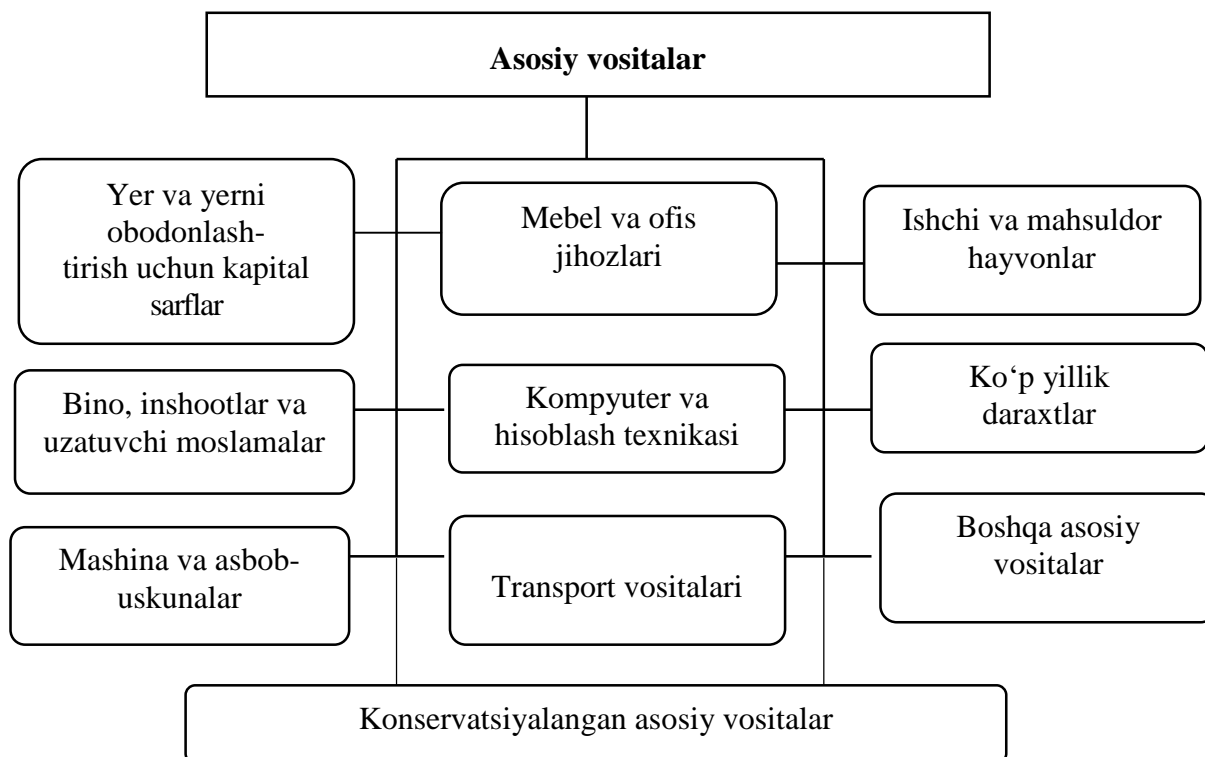 Asosiy vositalar
Yer va yerni
obodonlash-
tirish uchun kapital
sarflar
Mebel va ofis
jihozlari
Ishchi va mahsuldor
hayvonlar
Bino, inshootlar va
uzatuvchi moslamalar
Kompyuter va
hisoblash texnikasi
Ko‘p yillik
daraxtlar
Mashina va asbob-
uskunalar
Transport vositalari
Boshqa asosiy
vositalar
Konservatsiyalangan asosiy vositalar